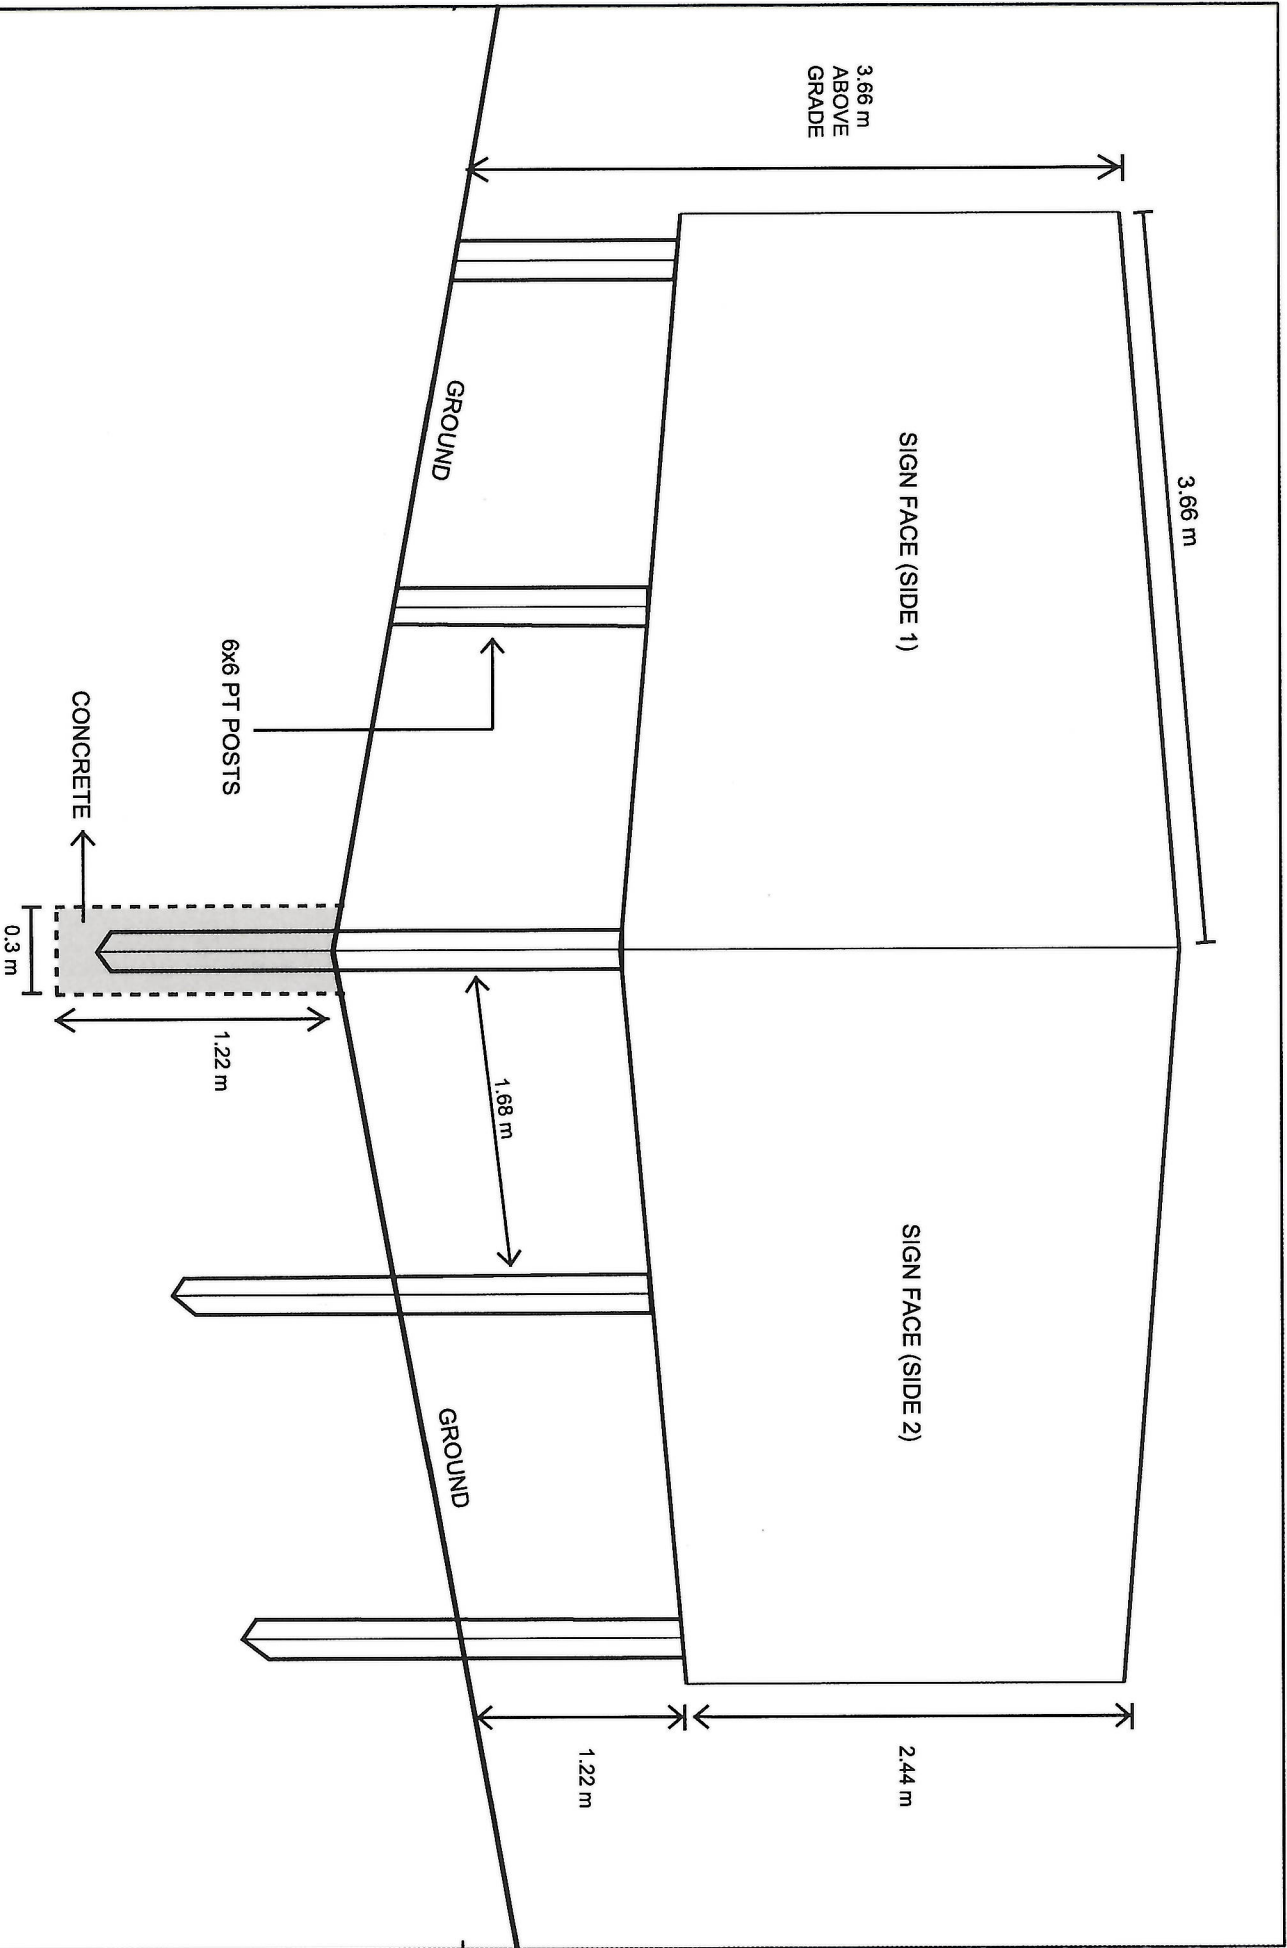 3.66 m
3.66 m
ABOVE
GRADE
SIGN FACE (SIDE 1)
SIGN FACE (SIDE 2)
2.44 m
1.22 m
GROUND
1.68 m
GROUND
6x6 PT POSTS
1.22 m
CONCRETE
0.3 m